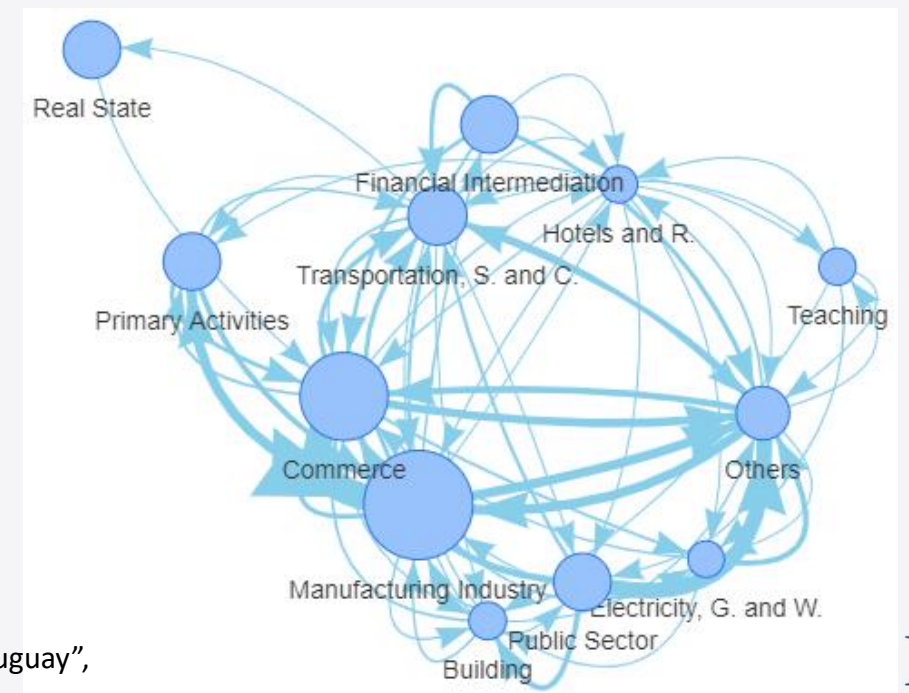 Real State
Financial Intermediation
Hotels and R.
Transportation, S. and C.
Primary Activities
Teaching
Commerce
Others
Manufacturing Industry
Electricity, G. and W.
Public Sector
Building
uguay”,